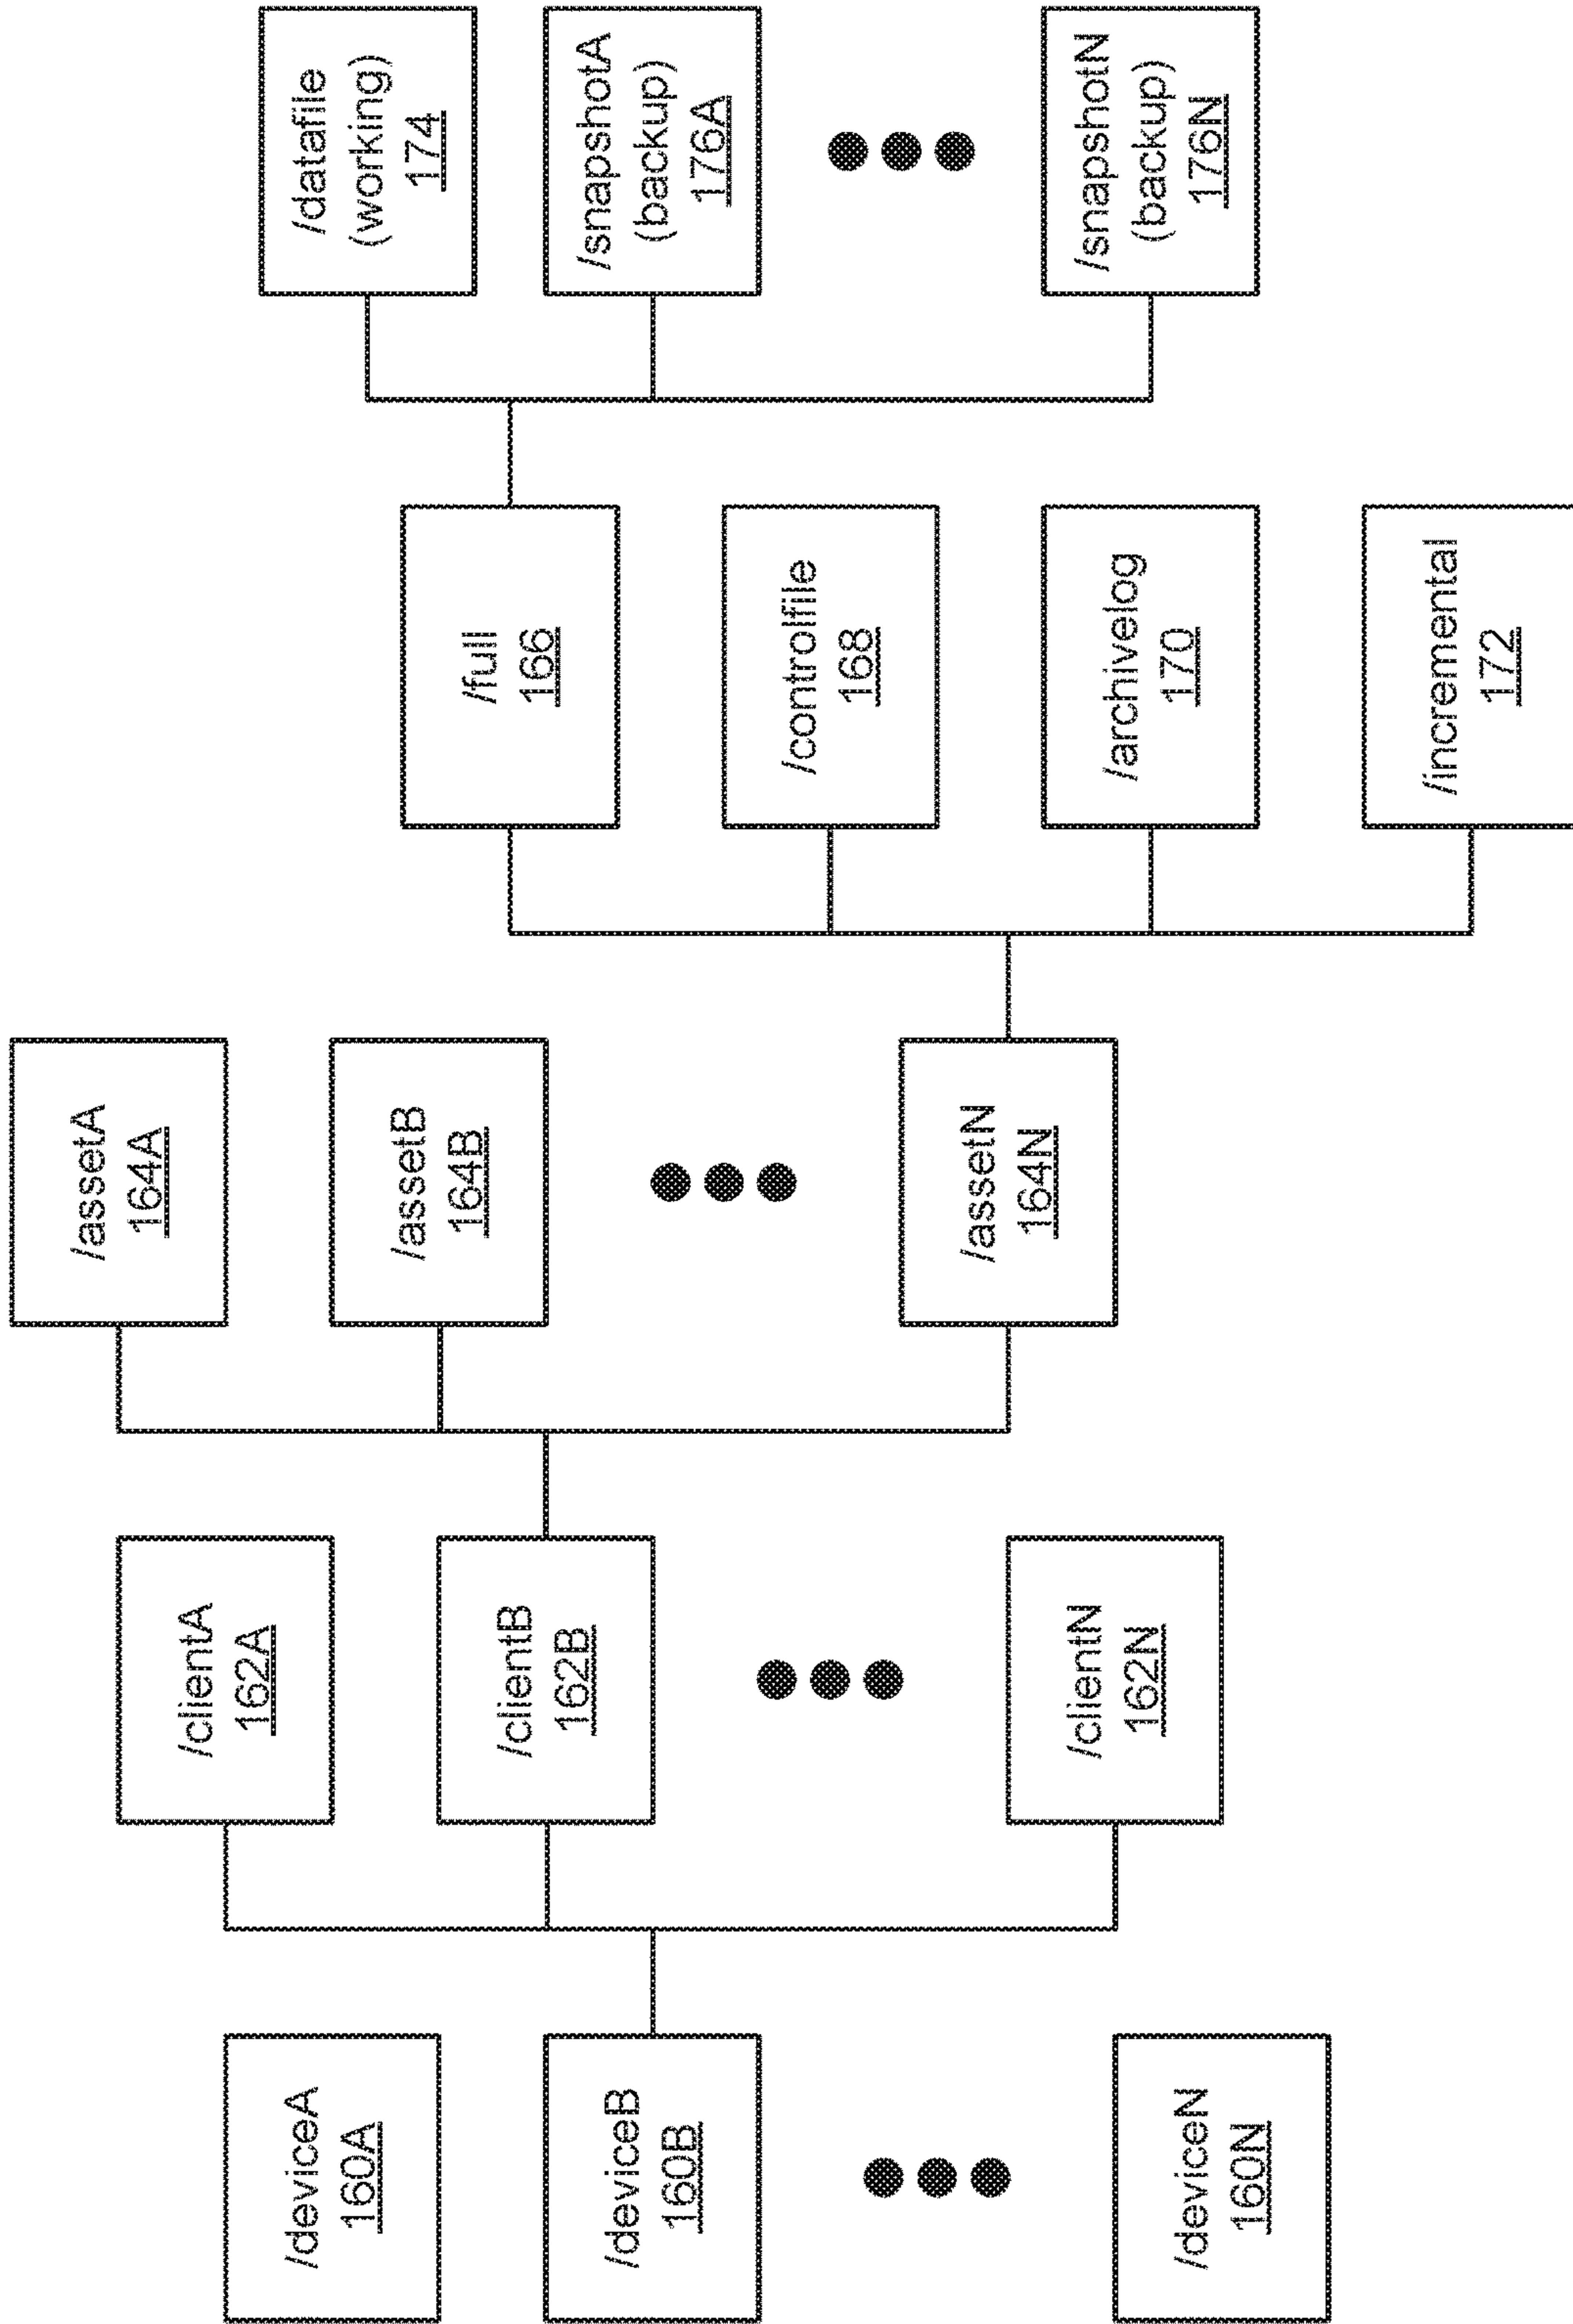 /deviceA
160A
/deviceB
160B
/deviceN
160N
/clientA
162A
/clientB
162B
/clientN
162N
/assetA
164A
/assetB
164B
/assetN
164N
/full
166
/controlfile
168
/archivelog
170
/incremental
172
/datafile
(working)
174
/snapshotA
(backup)
176A
/snapshotN
(backup)
176N